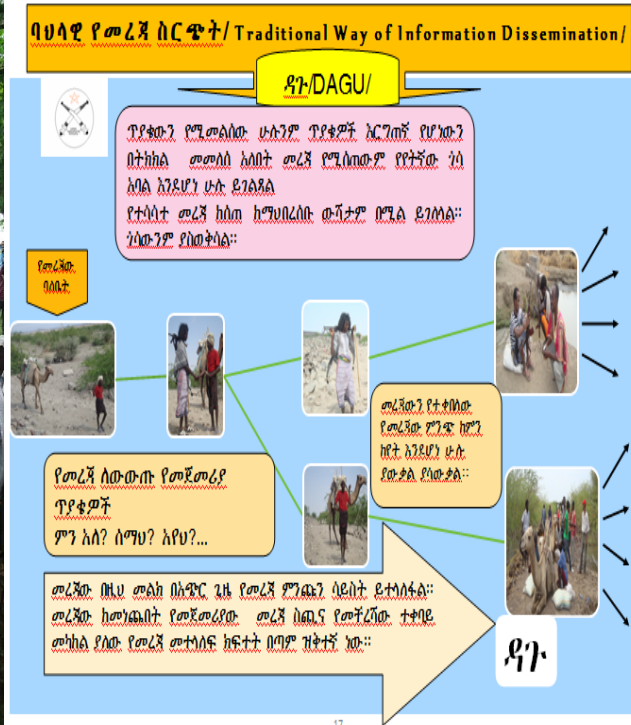 ባህላዊ የመረጃ ስርጭት/ Traditional Way of Information Dissemination/
ዳጉ/DAGU/
ጥያቄውን የሚመልሰው ሁሉንም ጥያቄዎች እርግጠኛ የሆነውን
በትክክል መመለስ አለበት መረጃ የሚሰጠውም የየትኛው ጎሳ
አባል እንደሆነ ሁሉ ይገልጻል
የተሳሳተ መረጃ ከሰጠ ከማህበረሰቡ ውሻታም በሚል ይገለላል።
ጎሳውንም ያስወቅሳል።
የመረጃው
ባለቤት
መረጃውን የተቀበለው
የመረጃው ምንጭ ከምን
ከየት እንደሆነ ሁሉ
ያውቃል ያሳውቃል።
የመረጃ ለውውጡ የመጀመሪያ
ጥያቄዎች
ምን አለ? ሰማህ? አየህ?...
መረጃው በዚህ መልክ በአጭር ጊዜ የመረጃ ምንጩን ሳይስት ይተላለፋል።
መረጃው ከመነጨበት የመጀመሪያው መረጃ ሰጪና የመቸረሻው ተቀባይ
መካከል ያለው የመረጃ መተላለፍ ክፍተት በጣም ዝቅተኛ ነው።
ዳጉ
17